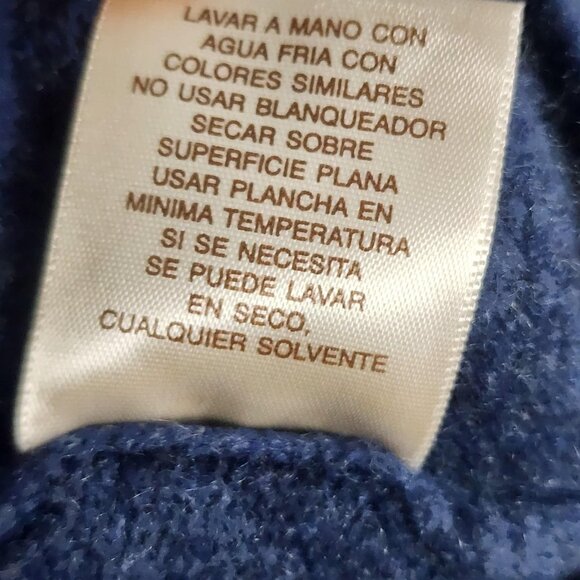 LAVAR A MANO CON
AGUA FRIA CON
COLORES SIMILARES
NO USAR BLANQUEADOR
SECAR SOBRE
SUPERFICIE PLANA
USAR PLANCHA EN
MINIMA TEMPERATURA
SI SE NECESITA
SE PUEDE LAVAR
EN SECO,
CUALQUIER SOLVENTE